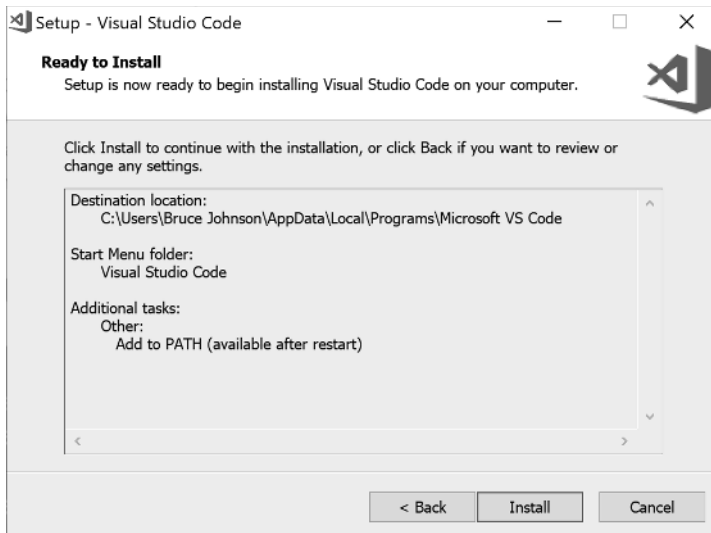 Setup - Visual Studio Code
Ready to Install
Setup is now ready to begin installing Visual Studio Code on your computer.
Click Install to continue with the installation, or click Back if you want to review or
change any settings.
Destination location:
C:\Users\Bruce Johnson\AppData\Local\Programs\Microsoft VS Code
Start Menu folder:
Visual Studio Code
Additional tasks:
Other:
Add to PATH (available after restart)
< Back Install Cancel